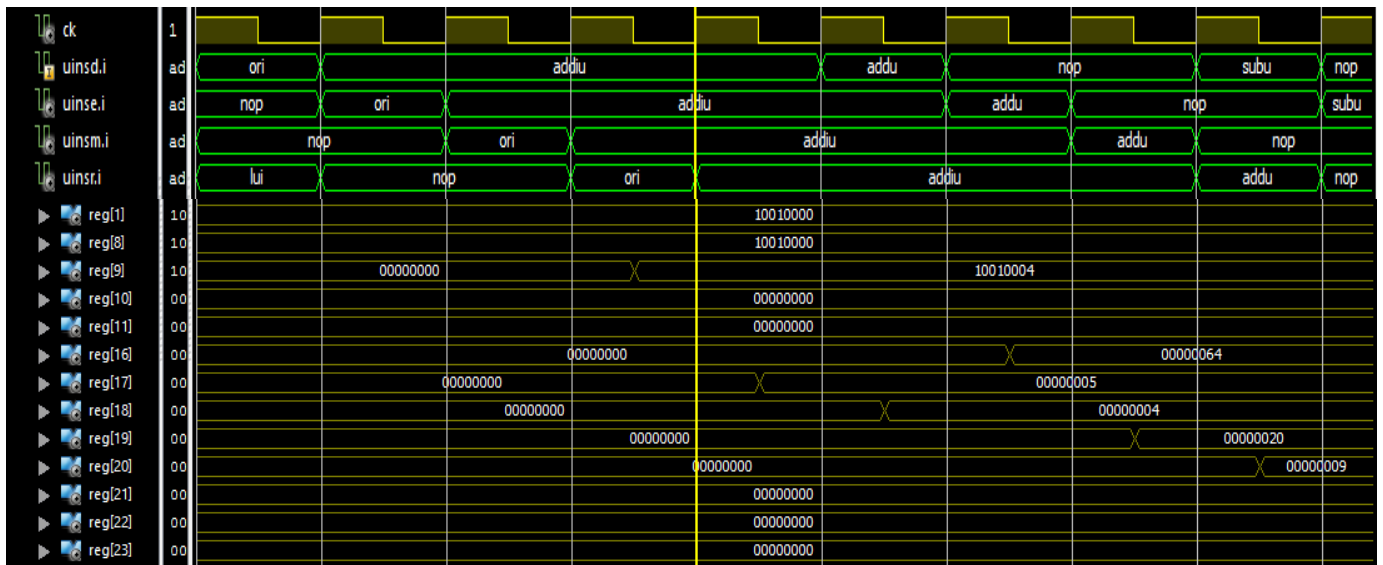 ck 1
uinsd.i ad ori addiu addu nop subu nop
uinse.i ad nop ori addiu addu nop subu
uinsm.i ad nop ori addiu addu nop
uinsr.i ad lui nop ori addiu addu nop
reg[1] 10 10010000
reg[8] 10 10010000
reg[9] 10 00000000 10010004
reg[10] 00 00000000
reg[11] 00 00000000
reg[16] 00 00000000 00000064
reg[17] 00 00000000 00000005
reg[18] 00 00000000 00000004
reg[19] 00 00000000 00000020
reg[20] 00 00000000 00000009
reg[21] 00 00000000
reg[22] 00 00000000
reg[23] 00 00000000